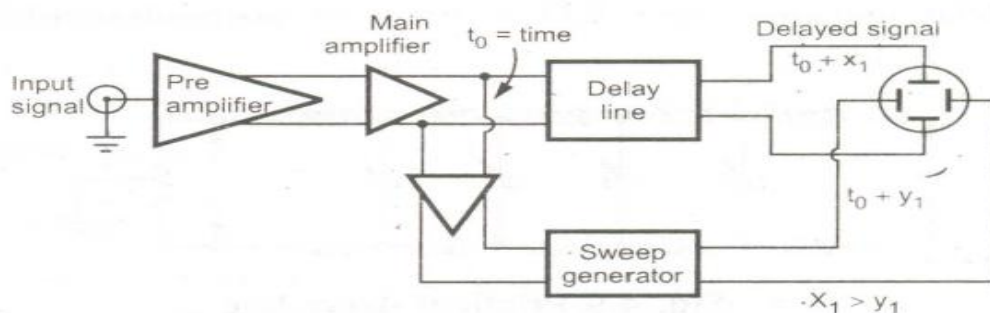 Main
amplifier
t₀ = time
Delayed signal
t₀ + x₁
Input
signal
Pre
amplifier
Delay
line
t₀ + y₁
Sweep
generator
X₁ > y₁